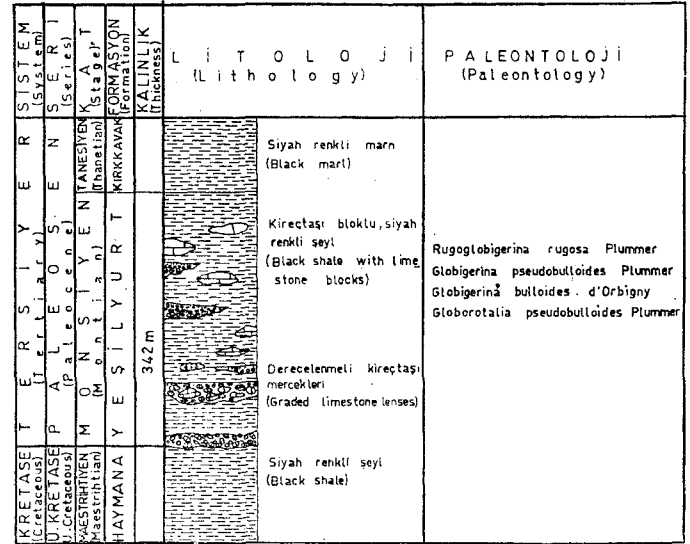 SİSTEM
(System)
SERİ
(Series)
KAT
(Stage)
FORMASYON
(Formation)
KALINLIK
(Thickness)
LİTOLOJİ
(Lithology)
PALEONTOLOJİ
(Paleontology)
TERSİYER
(Tertiary)
PALEOSEN
(Paleocene)
TANESİYEN
(Thanetian)
KIRKKAVAK
Siyah renkli marn
(Black marl)
MONSİYEN
(Montian)
YEŞİLYURT
342 m
Kireçtaşı bloklu, siyah
renkli şeyl
(Black shale with lime
stone blocks)
Rugoglobigerina rugosa Plummer
Globigerina pseudobulloides Plummer
Globigerina bulloides d'Orbigny
Globorotalia pseudobulloides Plummer
Derecelenmeli kireçtaşı
mercekleri
(Graded limestone lenses)
KRETASE
(Cretaceous)
U.KRETASE
U.Cretaceous)
MAESTRIHTIYEN
(Maestrihtian)
HAYMANA
Siyah renkli şeyl
(Black shale)